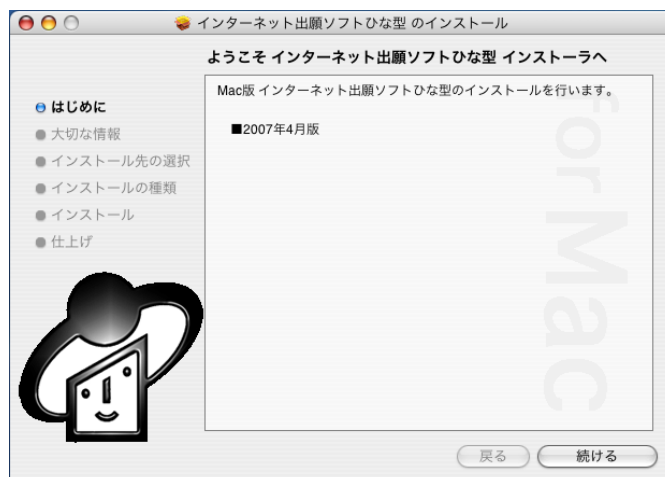 インターネット出願ソフトひな型 のインストール
ようこそ インターネット出願ソフトひな型 インストーラへ
はじめに
大切な情報
インストール先の選択
インストールの種類
インストール
仕上げ
Mac版 インターネット出願ソフトひな型のインストールを行います。
■2007年4月版
for Mac
戻る
続ける